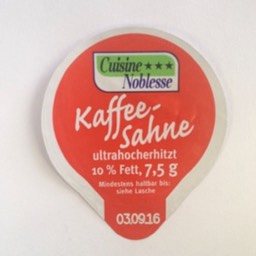 Cuisine ★★★
Noblesse
Kaffee-
Sahne
ultrahocherhitzt
10 % Fett, 7,5 g
Mindestens haltbar bis:
siehe Lasche
03.09.16